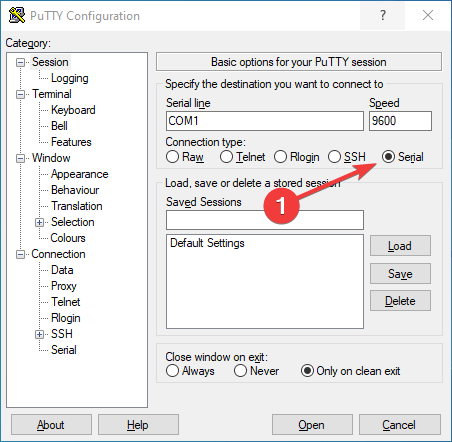 PuTTY Configuration
?
Category:
Session
Logging
Terminal
Keyboard
Bell
Features
Window
Appearance
Behaviour
Translation
Selection
Colours
Connection
Data
Proxy
Telnet
Rlogin
SSH
Serial
Basic options for your PuTTY session
Specify the destination you want to connect to
Serial line Speed
COM1 9600
Connection type:
Raw Telnet Rlogin SSH Serial
1
Load, save or delete a stored session
Saved Sessions
Default Settings
Load
Save
Delete
Close window on exit:
Always Never Only on clean exit
About Help Open Cancel